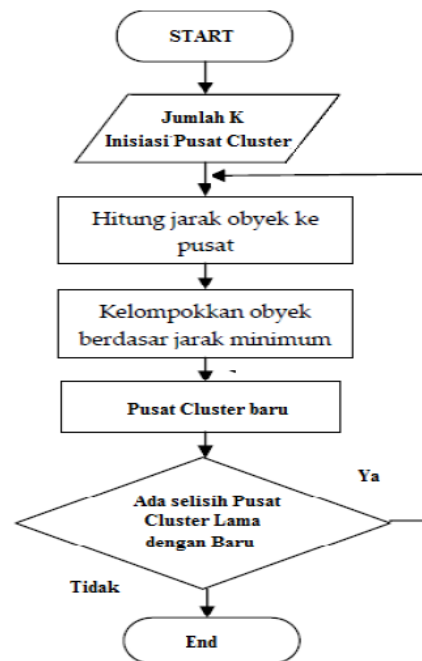 START
Jumlah K
Inisiasi Pusat Cluster
Hitung jarak obyek ke
pusat
Kelompokkan obyek
berdasar jarak minimum
Pusat Cluster baru
Ada selisih Pusat
Cluster Lama
dengan Baru
Ya
Tidak
End